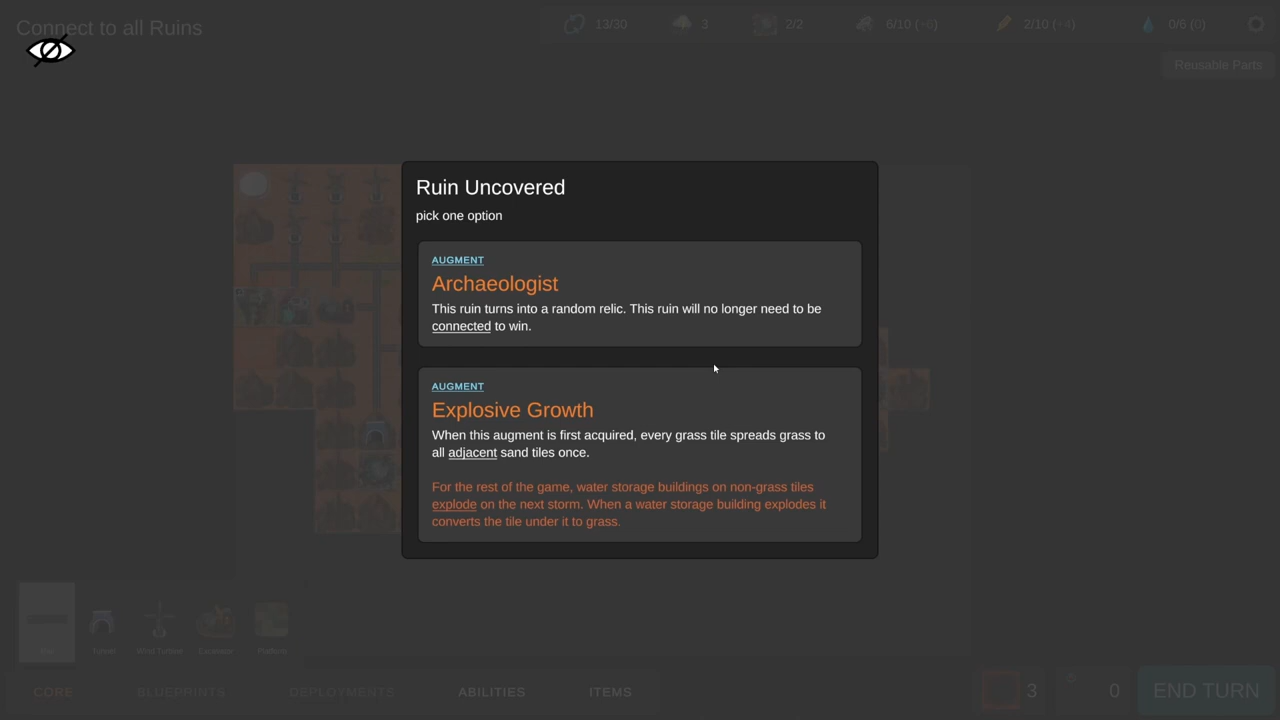 Connect to all Ruins
13/30
3
2/2
6/10 (+6)
2/10 (+4)
0/6 (0)
Reusable Parts
Ruin Uncovered
pick one option
AUGMENT
Archaeologist
This ruin turns into a random relic. This ruin will no longer need to be
connected to win.
AUGMENT
Explosive Growth
When this augment is first acquired, every grass tile spreads grass to
all adjacent sand tiles once.
For the rest of the game, water storage buildings on non-grass tiles
explode on the next storm. When a water storage building explodes it
converts the tile under it to grass.
Tunnel
Wind Turbine
Excavator
Platform
CORE
BLUEPRINTS
DEPLOYMENTS
ABILITIES
ITEMS
3
0
END TURN